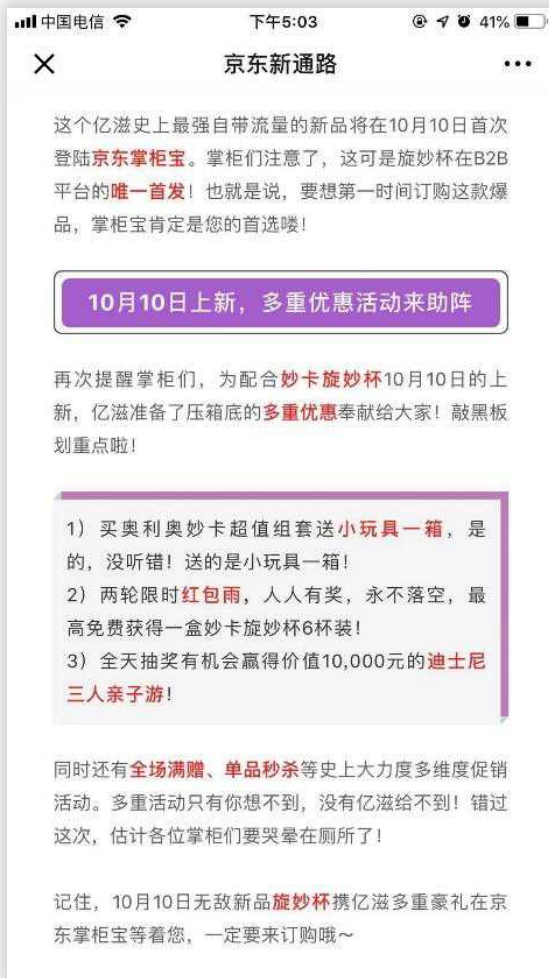 中国电信 下午5:03 41%
京东新通路
这个亿滋史上最强自带流量的新品将在10月10日首次
登陆京东掌柜宝。掌柜们注意了，这可是旋妙杯在B2B
平台的唯一首发！也就是说，要想第一时间订购这款爆
品，掌柜宝肯定是您的首选喽！
10月10日上新，多重优惠活动来助阵
再次提醒掌柜们，为配合妙卡旋妙杯10月10日的上
新，亿滋准备了压箱底的多重优惠奉献给大家！敲黑板
划重点啦！
1）买奥利奥妙卡超值组套送小玩具一箱，是
的，没听错！送的是小玩具一箱！
2）两轮限时红包雨，人人有奖，永不落空，最
高免费获得一盒妙卡旋妙杯6杯装！
3）全天抽奖有机会赢得价值10,000元的迪士尼
三人亲子游！
同时还有全场满赠、单品秒杀等史上大力度多维度促销
活动。多重活动只有你想不到，没有亿滋给不到！错过
这次，估计各位掌柜们要哭晕在厕所了！
记住，10月10日无敌新品旋妙杯携亿滋多重豪礼在京
东掌柜宝等着您，一定要来订购哦～